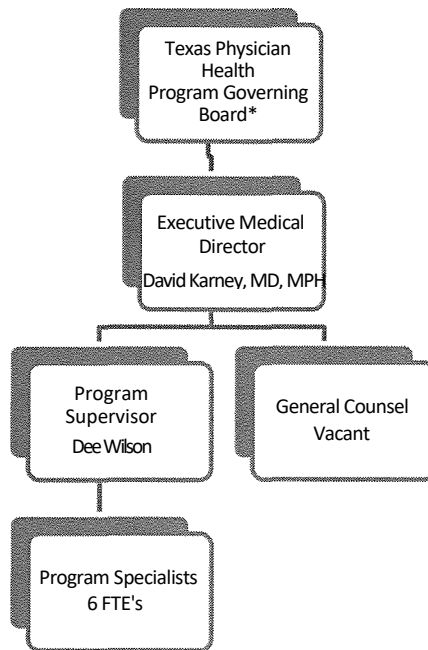 Texas Physician
Health
Program Governing
Board*
Executive Medical
Director
David Karney, MD, MPH
Program
Supervisor
Dee Wilson
General Counsel
Vacant
Program Specialists
6 FTE's